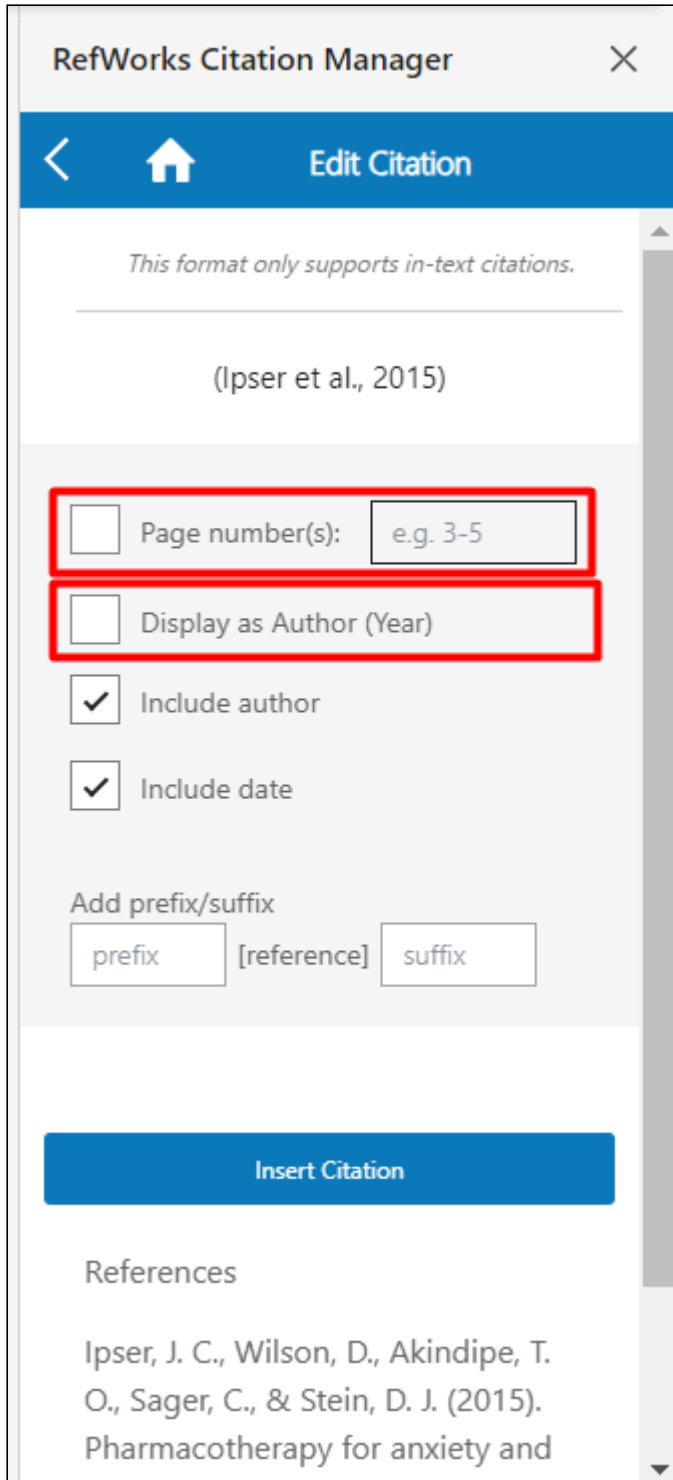 RefWorks Citation Manager
Edit Citation
This format only supports in-text citations.
(Ipser et al., 2015)
Page number(s): e.g. 3-5
Display as Author (Year)
Include author
Include date
Add prefix/suffix
prefix [reference] suffix
Insert Citation
References
Ipser, J. C., Wilson, D., Akindipe, T.
O., Sager, C., & Stein, D. J. (2015).
Pharmacotherapy for anxiety and